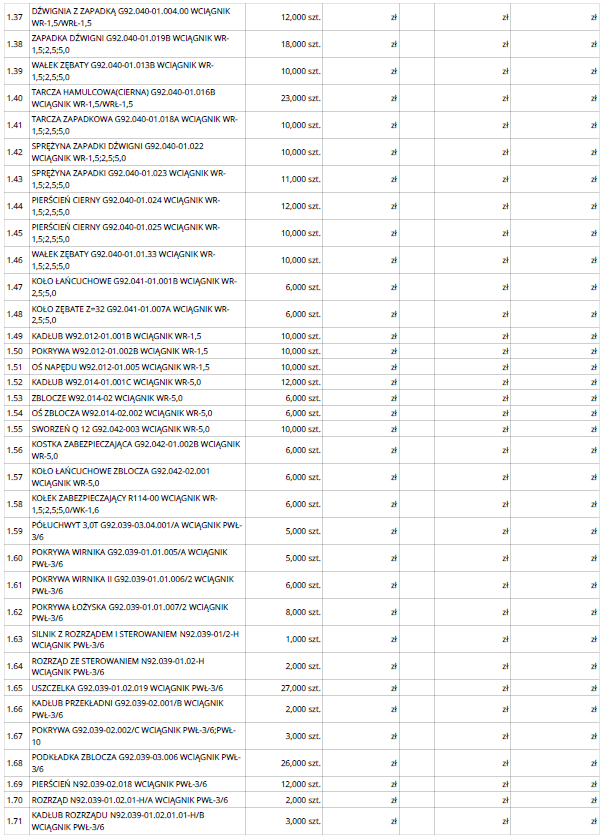 1.37 DŹWIGNIA Z ZAPADKĄ G92.040-01.004.00 WCIĄGNIK 12,000 szt. zł zł zł
WR-1,5/WRŁ-1,5
1.38 ZAPADKA DŹWIGNI G92.040-01.019B WCIĄGNIK WR- 18,000 szt. zł zł zł
1,5;2,5;5,0
1.39 WAŁEK ZĘBATY G92.040-01.013B WCIĄGNIK WR- 10,000 szt. zł zł zł
1,5;2,5;5,0
1.40 TARCZA HAMULCOWA(CIERNA) G92.040-01.016B 23,000 szt. zł zł zł
WCIĄGNIK WR-1,5/WRŁ-1,5
1.41 TARCZA ZAPADKOWA G92.040-01.018A WCIĄGNIK WR- 10,000 szt. zł zł zł
1,5;2,5;5,0
1.42 SPRĘŻYNA ZAPADKI DŹWIGNI G92.040-01.022 10,000 szt. zł zł zł
WCIĄGNIK WR-1,5;2,5;5,0
1.43 SPRĘŻYNA ZAPADKI G92.040-01.023 WCIĄGNIK WR- 11,000 szt. zł zł zł
1,5;2,5;5,0
1.44 PIERŚCIEŃ CIERNY G92.040-01.024 WCIĄGNIK WR- 12,000 szt. zł zł zł
1,5;2,5;5,0
1.45 PIERŚCIEŃ CIERNY G92.040-01.025 WCIĄGNIK WR- 10,000 szt. zł zł zł
1,5;2,5;5,0
1.46 WAŁEK ZĘBATY G92.040-01.01.33 WCIĄGNIK WR- 10,000 szt. zł zł zł
1,5;2,5;5,0
1.47 KOŁO ŁAŃCUCHOWE G92.041-01.001B WCIĄGNIK WR- 6,000 szt. zł zł zł
2,5;5,0
1.48 KOŁO ZĘBATE Z=32 G92.041-01.007A WCIĄGNIK WR- 6,000 szt. zł zł zł
2,5;5,0
1.49 KADŁUB W92.012-01.001B WCIĄGNIK WR-1,5 10,000 szt. zł zł zł
1.50 POKRYWA W92.012-01.002B WCIĄGNIK WR-1,5 10,000 szt. zł zł zł
1.51 OŚ NAPĘDU W92.012-01.005 WCIĄGNIK WR-1,5 10,000 szt. zł zł zł
1.52 KADŁUB W92.014-01.001C WCIĄGNIK WR-5,0 12,000 szt. zł zł zł
1.53 ZBLOCZE W92.014-02 WCIĄGNIK WR-5,0 6,000 szt. zł zł zł
1.54 OŚ ZBLOCZA W92.014-02.002 WCIĄGNIK WR-5,0 6,000 szt. zł zł zł
1.55 SWORZEŃ Q 12 G92.042-003 WCIĄGNIK WR-5,0 10,000 szt. zł zł zł
1.56 KOSTKA ZABEZPIECZAJĄCA G92.042-01.002B WCIĄGNIK 6,000 szt. zł zł zł
WR-5,0
1.57 KOŁO ŁAŃCUCHOWE ZBLOCZA G92.042-02.001 6,000 szt. zł zł zł
WCIĄGNIK WR-5,0
1.58 KOŁEK ZABEZPIECZAJĄCY R114-00 WCIĄGNIK WR- 6,000 szt. zł zł zł
1,5;2,5;5,0/WK-1,6
1.59 PÓŁUCHWYT 3,0T G92.039-03.04.001/A WCIĄGNIK PWŁ- 5,000 szt. zł zł zł
3/6
1.60 POKRYWA WIRNIKA G92.039-01.01.005/A WCIĄGNIK 5,000 szt. zł zł zł
PWŁ-3/6
1.61 POKRYWA WIRNIKA II G92.039-01.01.006/2 WCIĄGNIK 6,000 szt. zł zł zł
PWŁ-3/6
1.62 POKRYWA ŁOŻYSKA G92.039-01.01.007/2 WCIĄGNIK 8,000 szt. zł zł zł
PWŁ-3/6
1.63 SILNIK Z ROZRZĄDEM I STEROWANIEM N92.039-01/2-H 1,000 szt. zł zł zł
WCIĄGNIK PWŁ-3/6
1.64 ROZRZĄD ZE STEROWANIEM N92.039-01.02-H 2,000 szt. zł zł zł
WCIĄGNIK PWŁ-3/6
1.65 USZCZELKA G92.039-01.02.019 WCIĄGNIK PWŁ-3/6 27,000 szt. zł zł zł
1.66 KADŁUB PRZEKŁADNI G92.039-02.001/B WCIĄGNIK 2,000 szt. zł zł zł
PWŁ-3/6
1.67 POKRYWA G92.039-02.002/C WCIĄGNIK PWŁ-3/6;PWŁ- 3,000 szt. zł zł zł
10
1.68 PODKŁADKA ZBLOCZA G92.039-03.006 WCIĄGNIK PWŁ- 26,000 szt. zł zł zł
3/6
1.69 PIERŚCIEŃ N92.039-02.018 WCIĄGNIK PWŁ-3/6 12,000 szt. zł zł zł
1.70 ROZRZĄD N92.039-01.02.01-H/A WCIĄGNIK PWŁ-3/6 2,000 szt. zł zł zł
1.71 KADŁUB ROZRZĄDU N92.039-01.02.01.01-H/B 3,000 szt. zł zł zł
WCIĄGNIK PWŁ-3/6